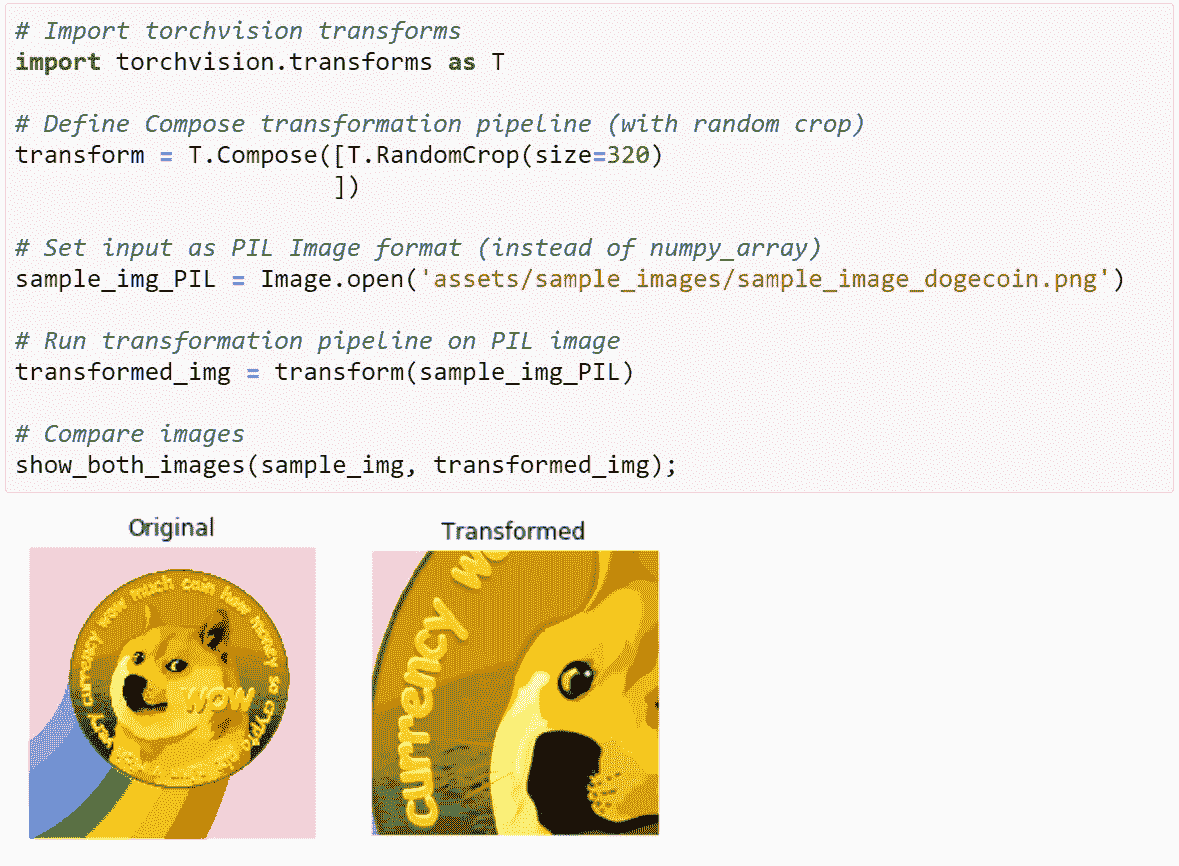 # Import torchvision transforms
import torchvision.transforms as T
# Define Compose transformation pipeline (with random crop)
transform = T.Compose([T.RandomCrop(size=320)
])
# Set input as PIL Image format (instead of numpy_array)
sample_img_PIL = Image.open('assets/sample_images/sample_image_dogecoin.png')
# Run transformation pipeline on PIL image
transformed_img = transform(sample_img_PIL)
# Compare images
show_both_images(sample_img, transformed_img);
Original
Transformed
very currency wow much coin how money so crypto
wow
currency